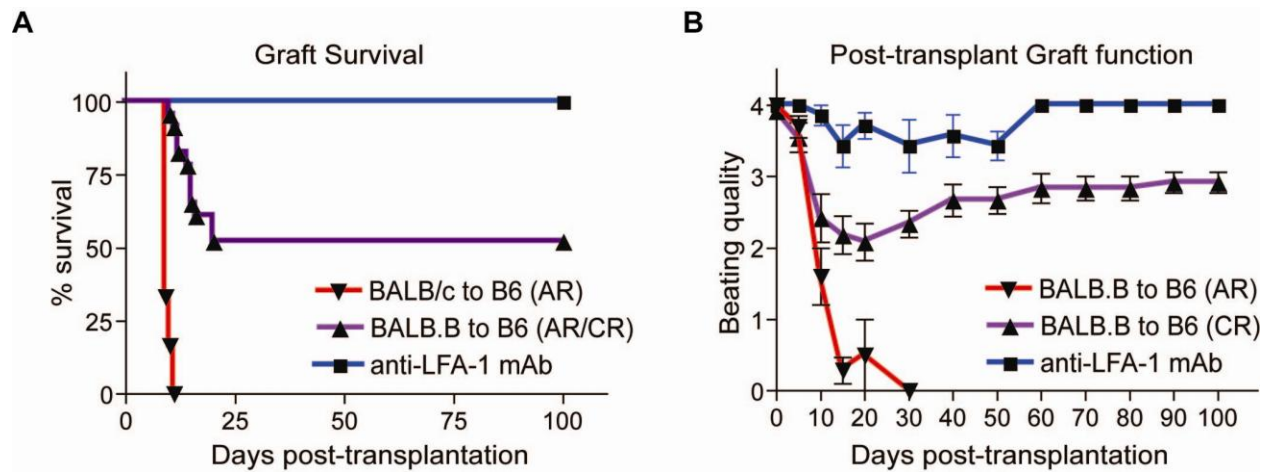 A
Graft Survival
% survival
100
75
50
25
0
BALB/c to B6 (AR)
BALB.B to B6 (AR/CR)
anti-LFA-1 mAb
0 25 50 75 100
Days post-transplantation
B
Post-transplant Graft function
Beating quality
4
3
2
1
0
BALB.B to B6 (AR)
BALB.B to B6 (CR)
anti-LFA-1 mAb
0 10 20 30 40 50 60 70 80 90 100
Days post-transplantation